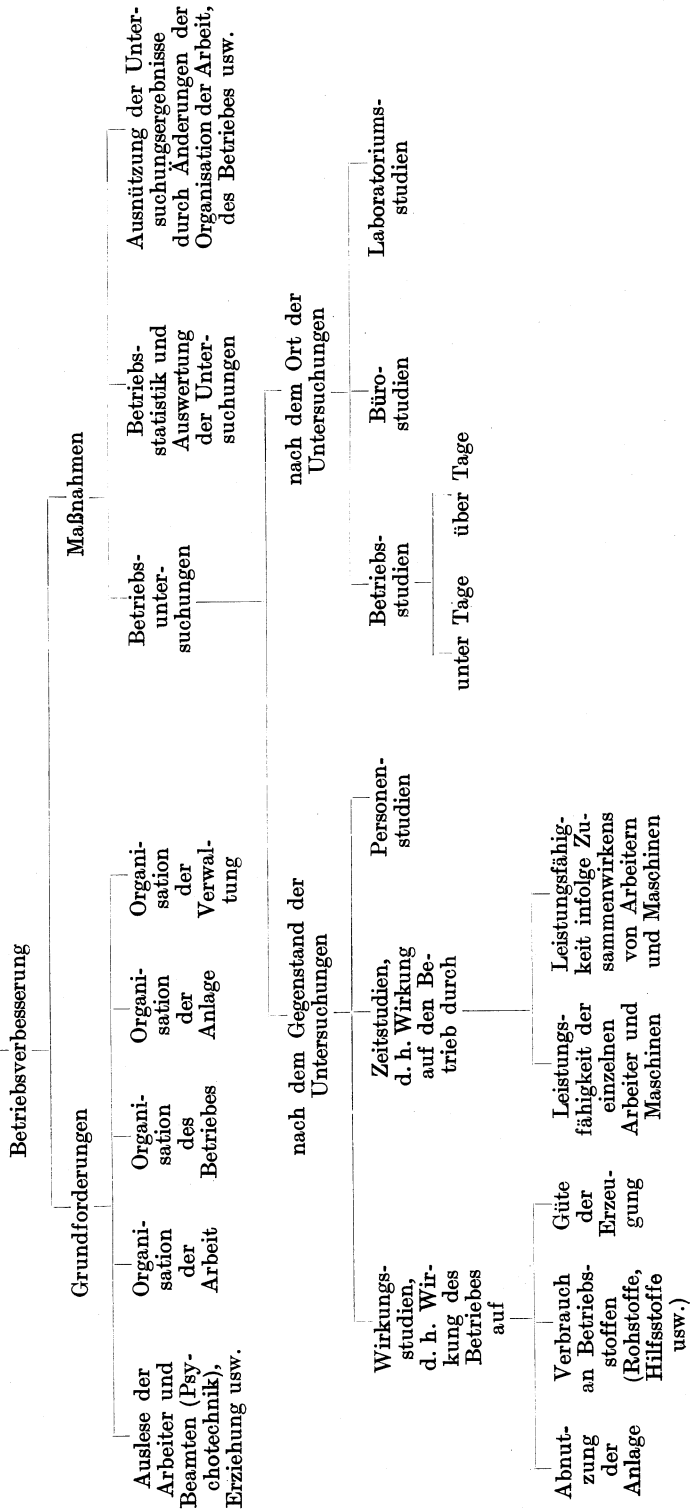 Betriebsverbesserung
Grundforderungen
Maßnahmen
Auslese der
Arbeiter und
Beamten (Psy-
chotechnik),
Erziehung usw.
Organi-
sation
der
Arbeit
Organi-
sation
des
Betriebes
Organi-
sation
der
Anlage
Organi-
sation
der
Verwal-
tung
Betriebs-
unter-
suchungen
Betriebs-
statistik und
Auswertung
der Unter-
suchungen
Ausnützung der Unter-
suchungsergebnisse
durch Änderungen der
Organisation der Arbeit,
des Betriebes usw.
nach dem Gegenstand der
Untersuchungen
nach dem Ort der
Untersuchungen
Wirkungs-
studien,
d. h. Wir-
kung des
Betriebes
auf
Zeitstudien,
d. h. Wirkung
auf den Be-
trieb durch
Personen-
studien
Betriebs-
studien
Büro-
studien
Laboratoriums-
studien
unter Tage
über Tage
Abnut-
zung
der
Anlage
Verbrauch
an Betriebs-
stoffen
(Rohstoffe,
Hilfsstoffe
usw.)
Güte
der
Erzeu-
gung
Leistungs-
fähigkeit der
einzelnen
Arbeiter und
Maschinen
Leistungsfähig-
keit infolge Zu-
sammenwirkens
von Arbeitern
und Maschinen